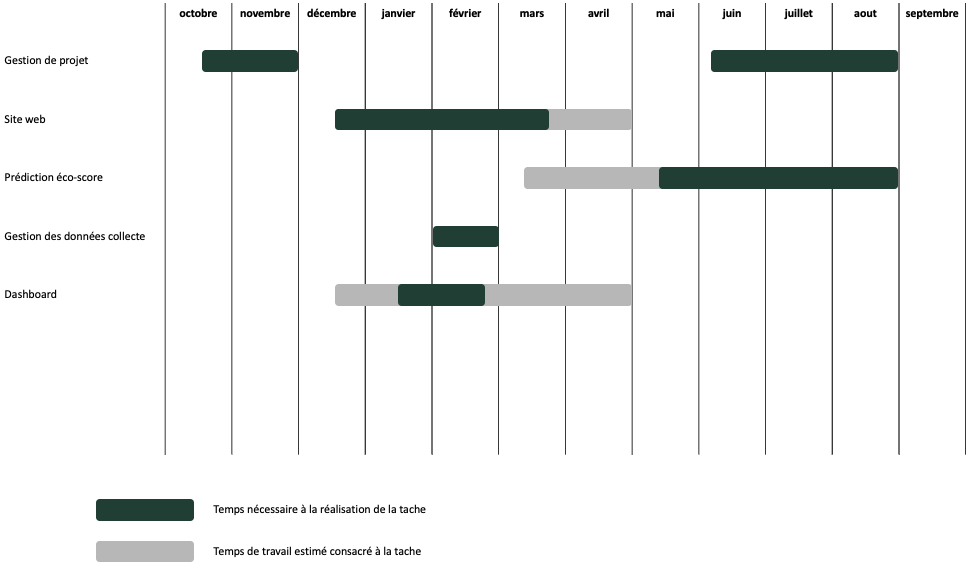 octobre novembre décembre janvier février mars avril mai juin juillet aout septembre
Gestion de projet
Site web
Prédiction éco-score
Gestion des données collecte
Dashboard
Temps nécessaire à la réalisation de la tache
Temps de travail estimé consacré à la tache